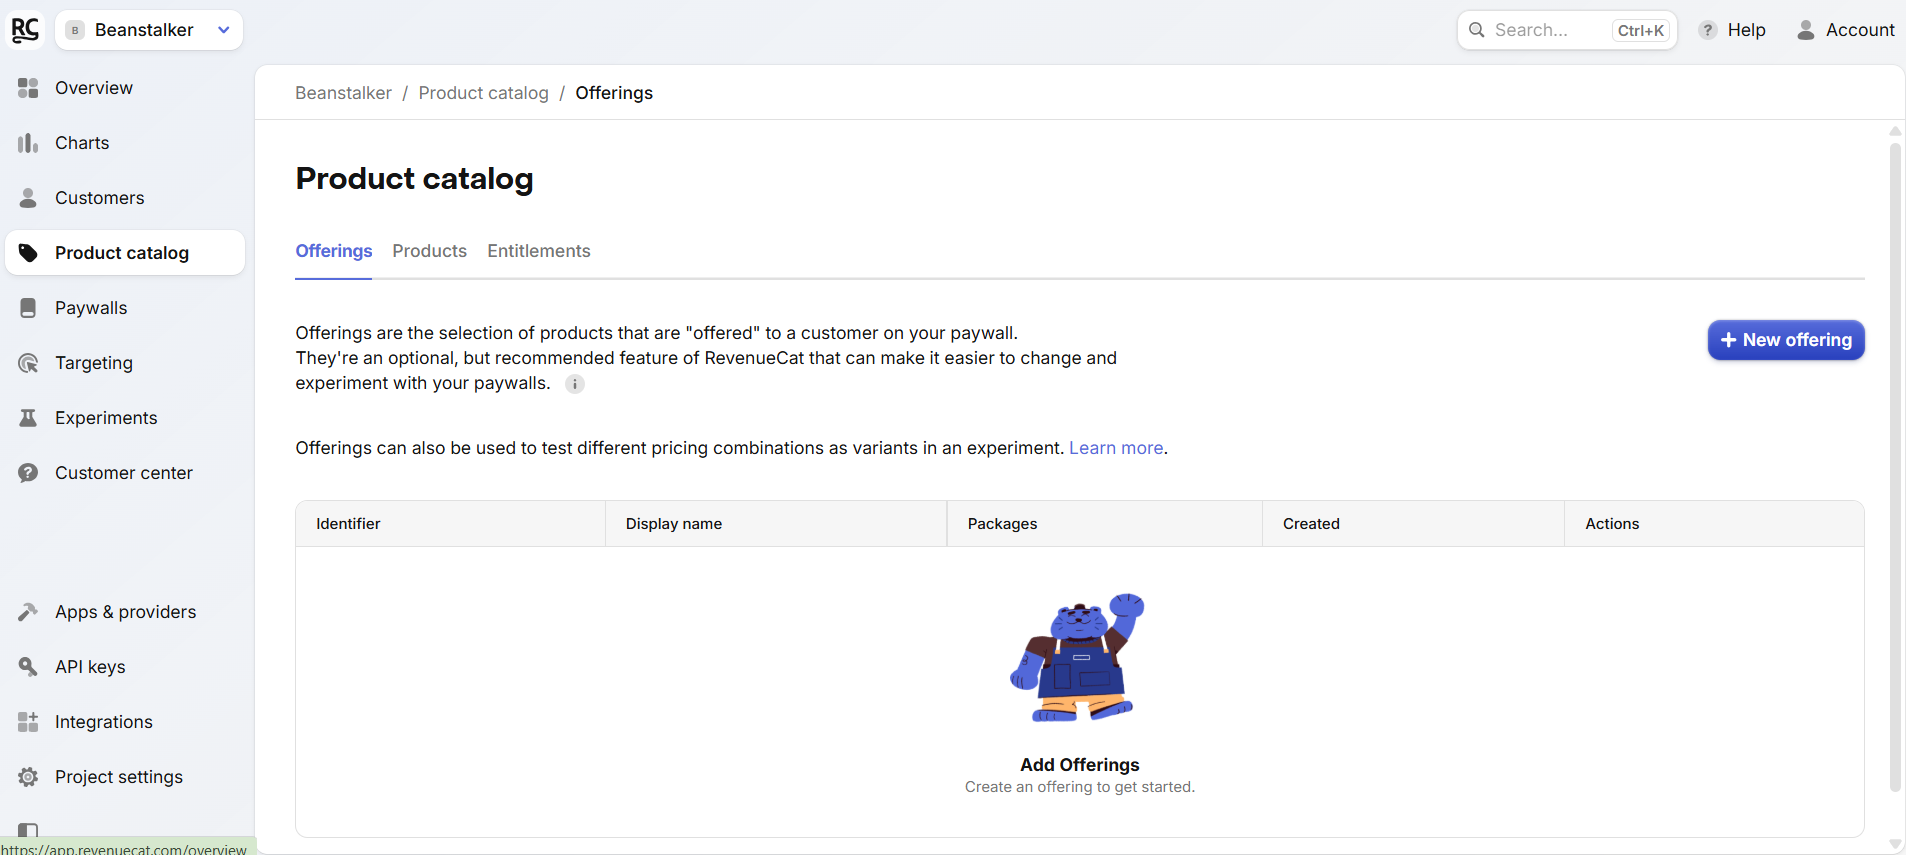 RC
B Beanstalker
Search... Ctrl+K
? Help
Account
Overview
Charts
Customers
Product catalog
Paywalls
Targeting
Experiments
Customer center
Apps & providers
API keys
Integrations
Project settings
https://app.revenuecat.com/overview
Beanstalker / Product catalog / Offerings
Product catalog
Offerings Products Entitlements
Offerings are the selection of products that are "offered" to a customer on your paywall.
They're an optional, but recommended feature of RevenueCat that can make it easier to change and
experiment with your paywalls. i
+ New offering
Offerings can also be used to test different pricing combinations as variants in an experiment. Learn more.
Identifier Display name Packages Created Actions
Add Offerings
Create an offering to get started.